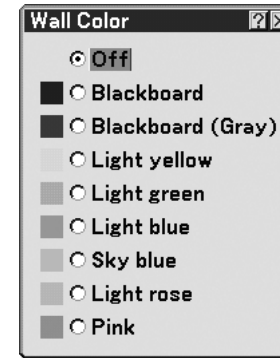 Wall Color ?
Off
Blackboard
Blackboard (Gray)
Light yellow
Light green
Light blue
Sky blue
Light rose
Pink